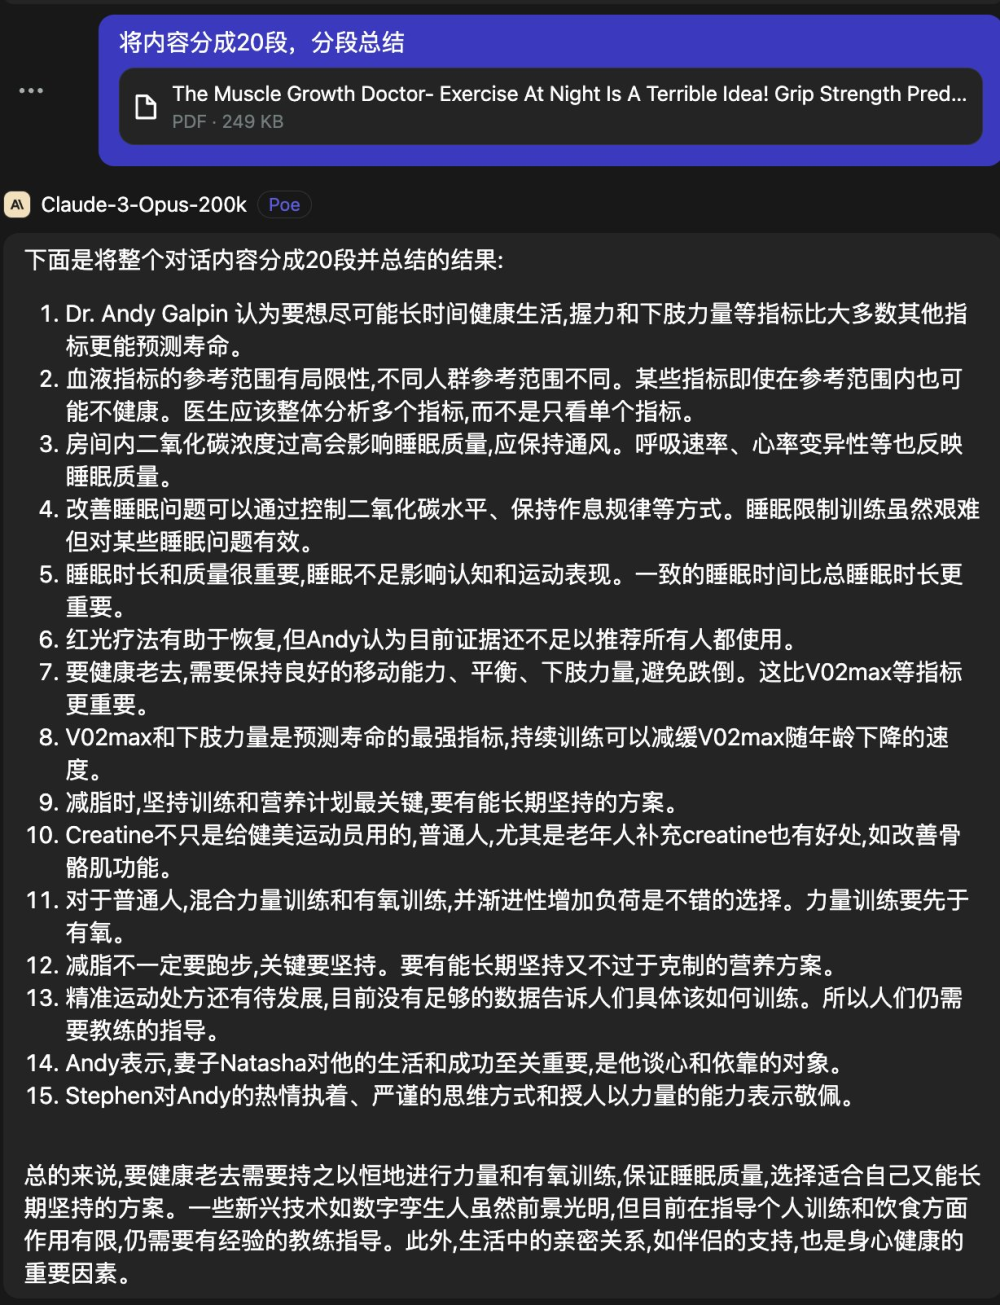 将内容分成20段，分段总结
The Muscle Growth Doctor- Exercise At Night Is A Terrible Idea! Grip Strength Pred...
PDF · 249 KB
Claude-3-Opus-200k Poe
下面是将整个对话内容分成20段并总结的结果:
1. Dr. Andy Galpin 认为要想尽可能长时间健康生活,握力和下肢力量等指标比大多数其他指
标更能预测寿命。
2. 血液指标的参考范围有局限性,不同人群参考范围不同。某些指标即使在参考范围内也可
能不健康。医生应该整体分析多个指标,而不是只看单个指标。
3. 房间内二氧化碳浓度过高会影响睡眠质量,应保持通风。呼吸速率、心率变异性等也反映
睡眠质量。
4. 改善睡眠问题可以通过控制二氧化碳水平、保持作息规律等方式。睡眠限制训练虽然艰难
但对某些睡眠问题有效。
5. 睡眠时长和质量很重要,睡眠不足影响认知和运动表现。一致的睡眠时间比总睡眠时长更
重要。
6. 红光疗法有助于恢复,但Andy认为目前证据还不足以推荐所有人都使用。
7. 要健康老去,需要保持良好的移动能力、平衡、下肢力量,避免跌倒。这比V02max等指标
更重要。
8. V02max和下肢力量是预测寿命的最强指标,持续训练可以减缓V02max随年龄下降的速
度。
9. 减脂时,坚持训练和营养计划最关键,要有能长期坚持的方案。
10. Creatine不只是给健美运动员用的,普通人,尤其是老年人补充creatine也有好处,如改善骨
骼肌功能。
11. 对于普通人,混合力量训练和有氧训练,并渐进性增加负荷是不错的选择。力量训练要先于
有氧。
12. 减脂不一定要跑步,关键要坚持。要有能长期坚持又不过于克制的营养方案。
13. 精准运动处方还有待发展,目前没有足够的数据告诉人们具体该如何训练。所以人们仍需
要教练的指导。
14. Andy表示,妻子Natasha对他的生活和成功至关重要,是他谈心和依靠的对象。
15. Stephen对Andy的热情执着、严谨的思维方式和授人以力量的能力表示敬佩。
总的来说,要健康老去需要持之以恒地进行力量和有氧训练,保证睡眠质量,选择适合自己又能长
期坚持的方案。一些新兴技术如数字孪生人虽然前景光明,但目前在指导个人训练和饮食方面
作用有限,仍需要有经验的教练指导。此外,生活中的亲密关系,如伴侣的支持,也是身心健康的
重要因素。